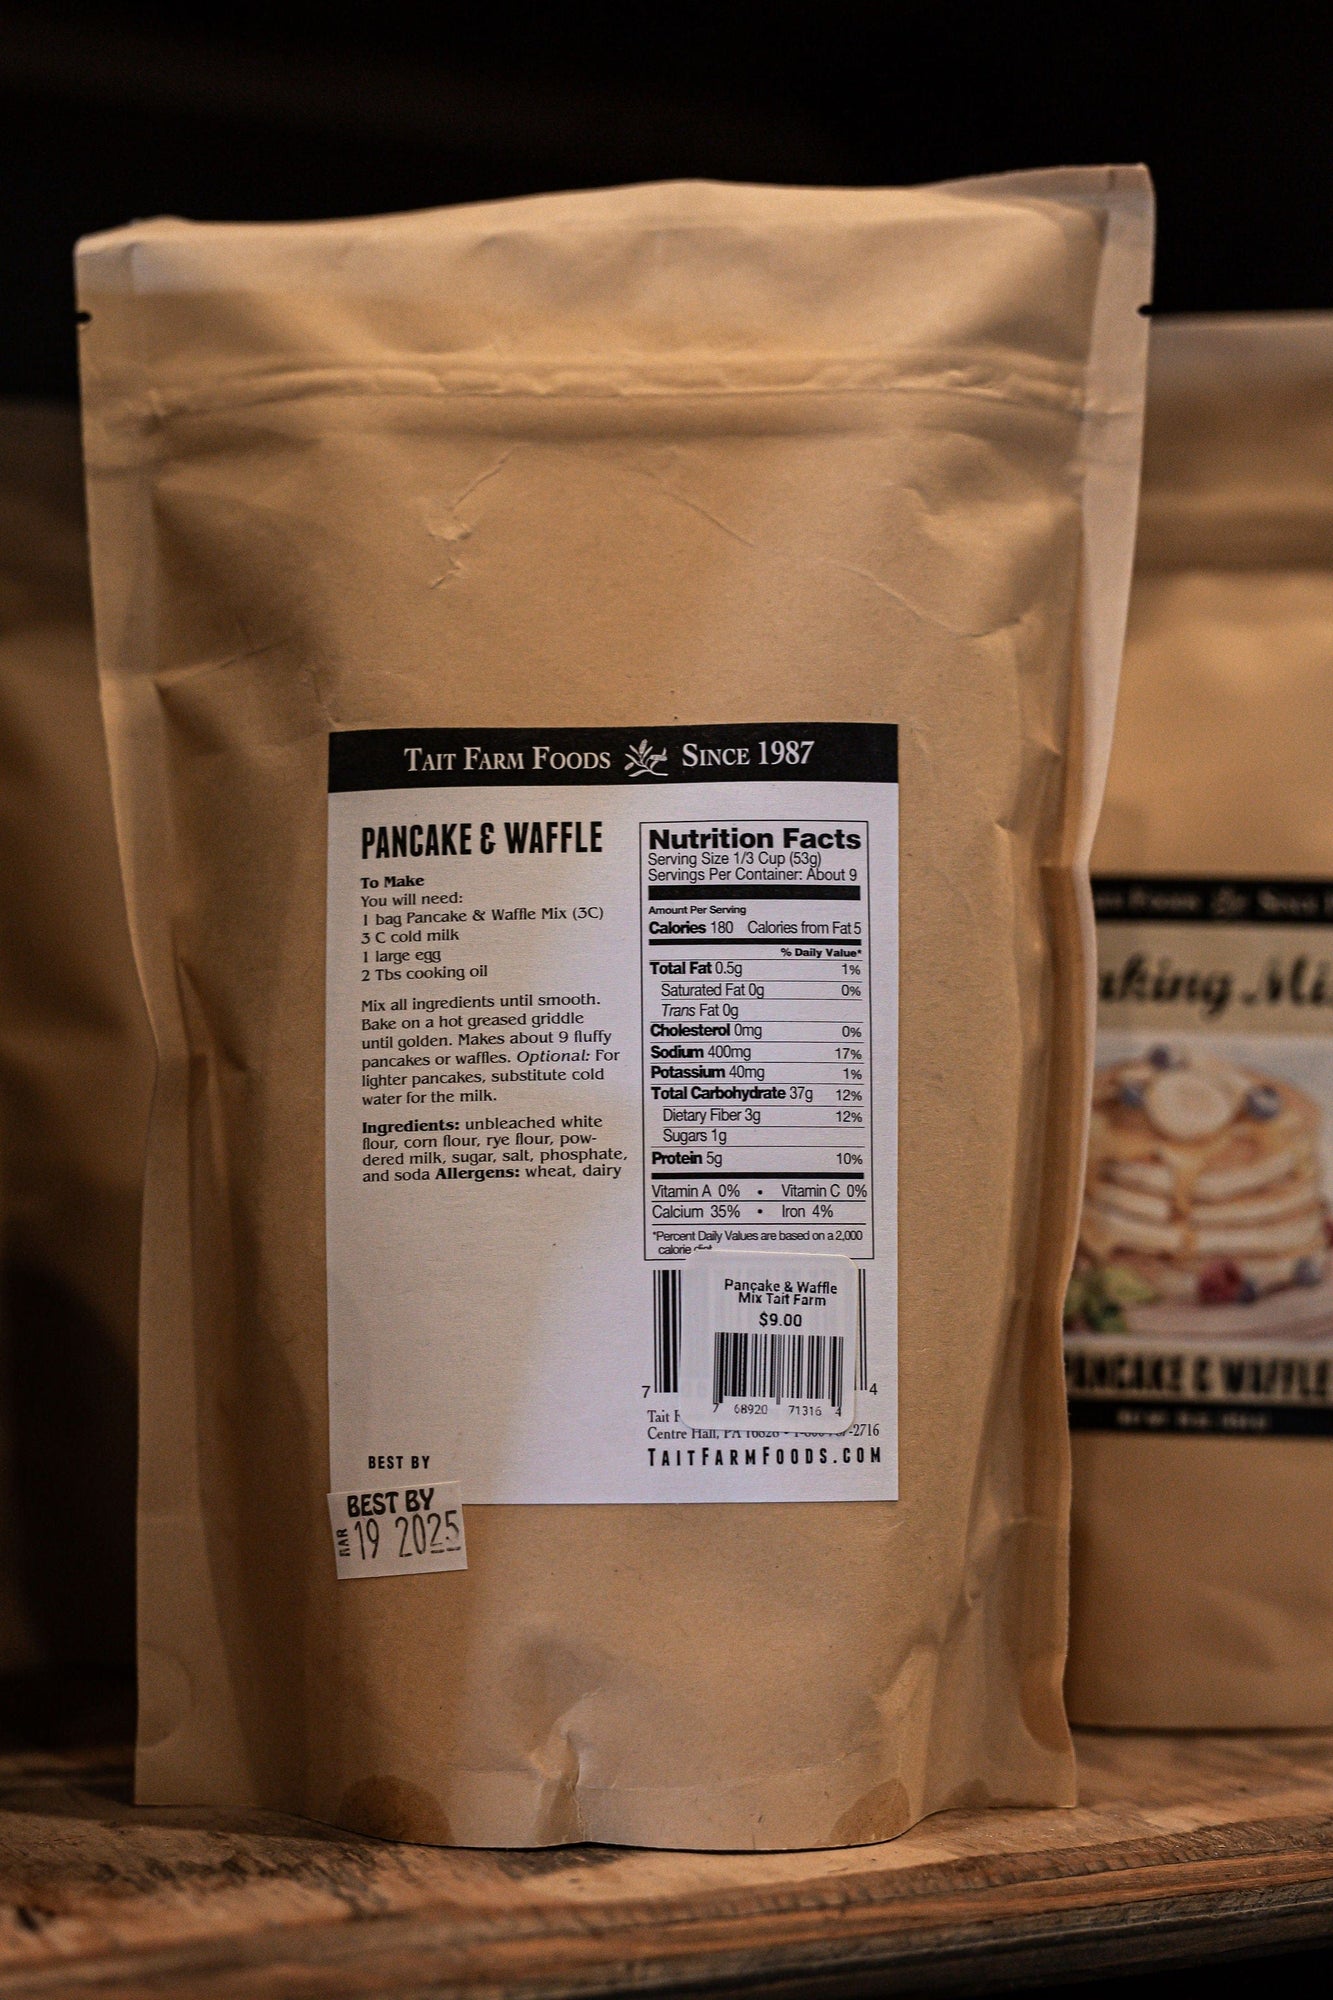 TAIT FARM FOODS SINCE 1987
PANCAKE & WAFFLE
To Make
You will need:
1 bag Pancake & Waffle Mix (3C)
3 C cold milk
1 large egg
2 Tbs cooking oil
Mix all ingredients until smooth.
Bake on a hot greased griddle
until golden. Makes about 9 fluffy
pancakes or waffles. Optional: For
lighter pancakes, substitute cold
water for the milk.
Ingredients: unbleached white
flour, corn flour, rye flour, pow-
dered milk, sugar, salt, phosphate,
and soda Allergens: wheat, dairy
BEST BY
BEST BY
MAR 19 2025
Nutrition Facts
Serving Size 1/3 Cup (53g)
Servings Per Container: About 9
Amount Per Serving
Calories 180 Calories from Fat 5
% Daily Value*
Total Fat 0.5g 1%
Saturated Fat 0g 0%
Trans Fat 0g
Cholesterol 0mg 0%
Sodium 400mg 17%
Potassium 40mg 1%
Total Carbohydrate 37g 12%
Dietary Fiber 3g 12%
Sugars 1g
Protein 5g 10%
Vitamin A 0% • Vitamin C 0%
Calcium 35% • Iron 4%
*Percent Daily Values are based on a 2,000
calorie diet
Pancake & Waffle
Mix Tait Farm
$9.00
7 68920 71316 4
7 4
Tait
Centre Hall, PA 16828 • -2716
TAITFARMFOODS.COM
PANCAKE & WAFFLE